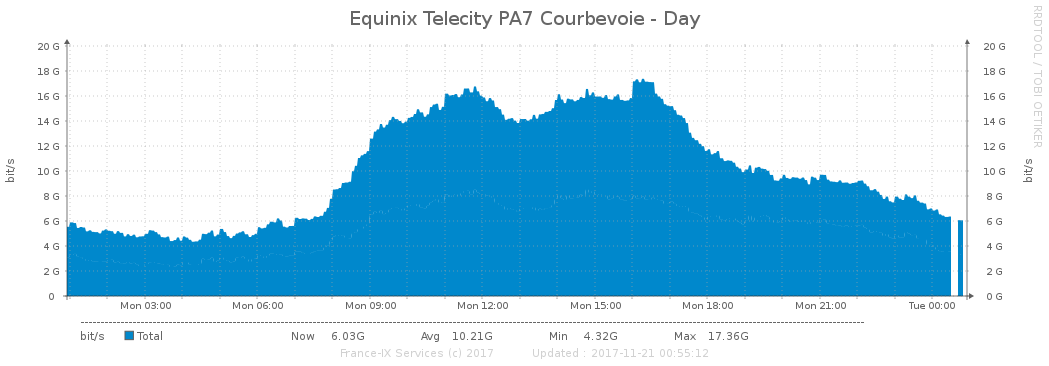 Equinix Telecity PA7 Courbevoie - Day
RRDTOOL / TOBI OETIKER
20 G 20 G
18 G 18 G
16 G 16 G
14 G 14 G
12 G 12 G
10 G 10 G
8 G 8 G
6 G 6 G
4 G 4 G
2 G 2 G
0 0 G
bit/s
bit/s
Mon 03:00 Mon 06:00 Mon 09:00 Mon 12:00 Mon 15:00 Mon 18:00 Mon 21:00 Tue 00:00
bit/s Total Now 6.03G Avg 10.21G Min 4.32G Max 17.36G
France-IX Services (c) 2017 Updated : 2017-11-21 00:55:12